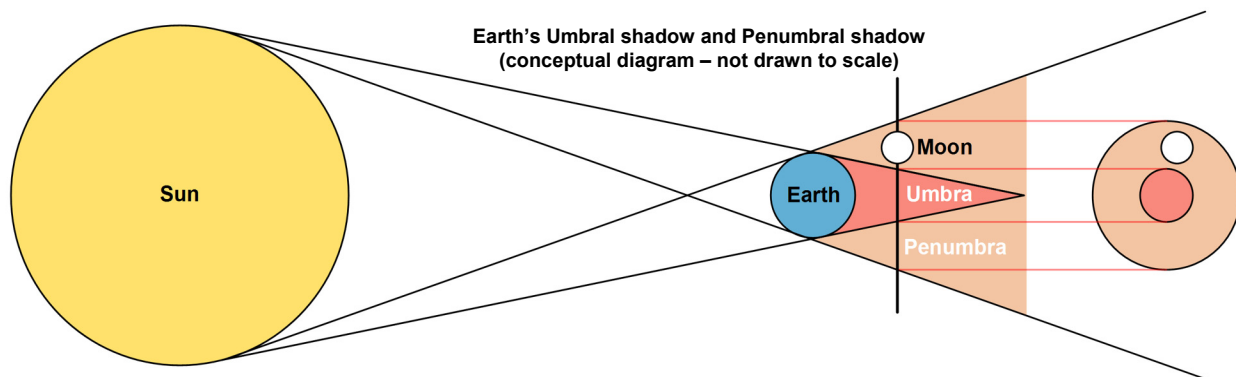 Earth's Umbral shadow and Penumbral shadow
(conceptual diagram – not drawn to scale)
Moon
Sun
Earth
Umbra
Penumbra